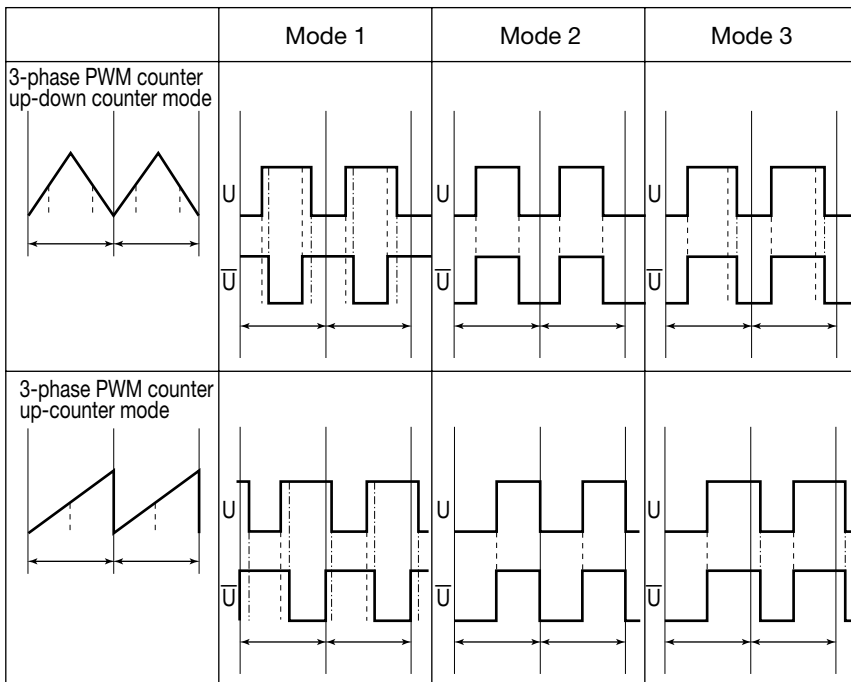 Mode 1
Mode 2
Mode 3
3-phase PWM counter
up-down counter mode
U
U̅
U
U̅
U
U̅
3-phase PWM counter
up-counter mode
U
U̅
U
U̅
U
U̅